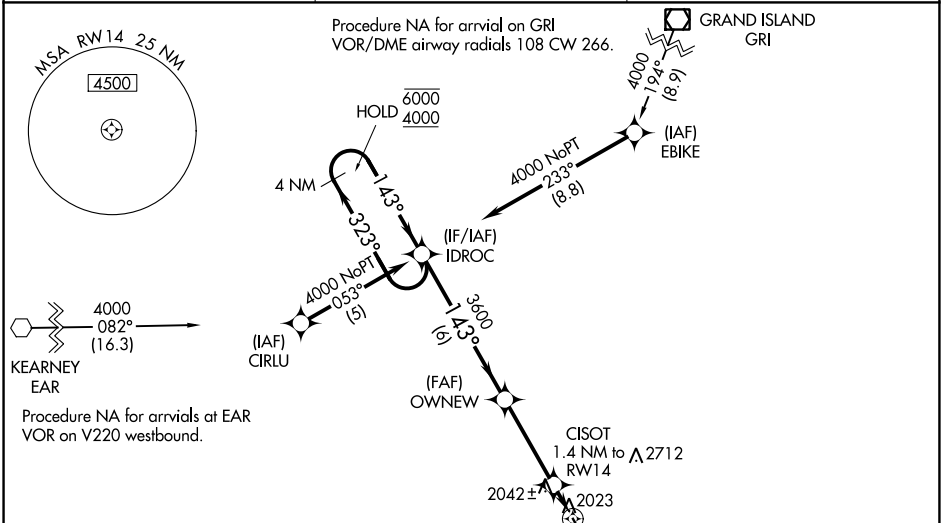 Procedure NA for arrvial on GRI
VOR/DME airway radials 108 CW 266.
GRAND ISLAND
GRI
MSA RW14 25 NM
4500
4000
194°
(8.9)
HOLD
6000
4000
(IAF)
EBIKE
4000 NoPT
233°
(8.8)
4 NM
143°
323°
(IF/IAF)
IDROC
4000 NoPT
053°
(5)
(IAF)
CIRLU
3600
143°
(6)
4000
082°
(16.3)
KEARNEY
EAR
(FAF)
OWNEW
Procedure NA for arrvials at EAR
VOR on V220 westbound.
CISOT
1.4 NM to
RW14
2712
2042±
2023